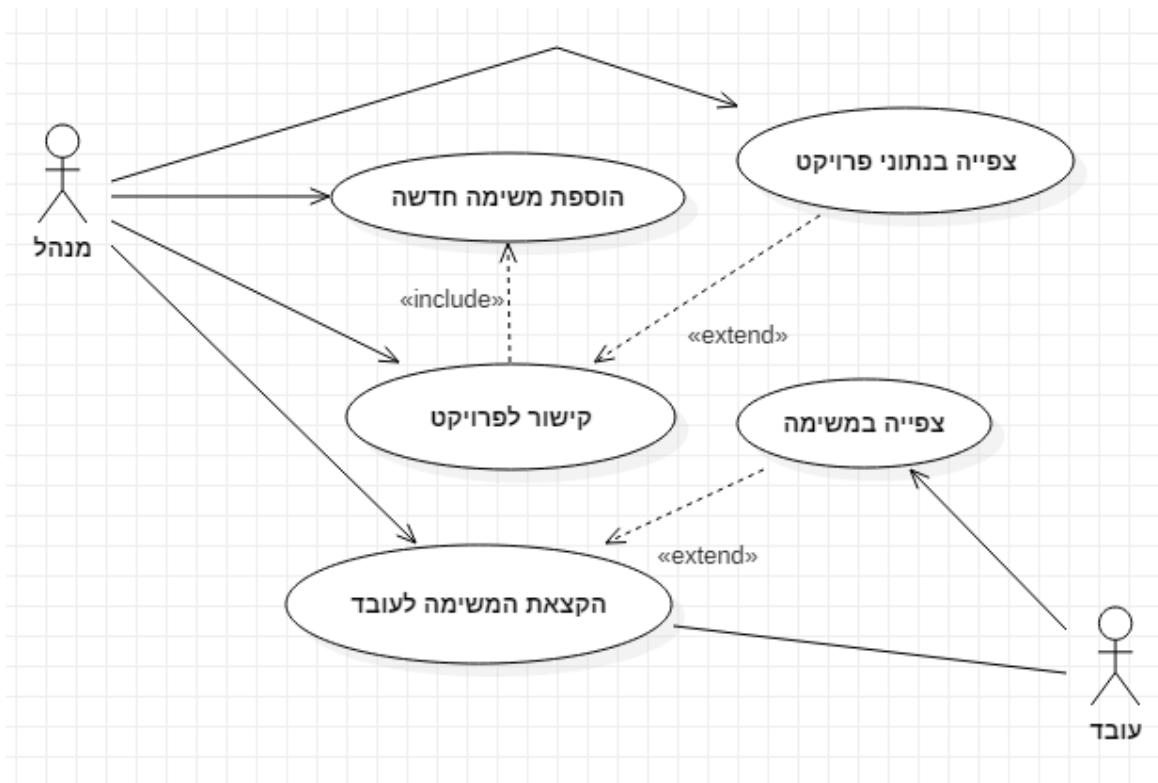 צפייה בנתוני פרויקט
הוספת משימה חדשה
מנהל
«include»
«extend»
קישור לפרויקט
צפייה במשימה
«extend»
הקצאת המשימה לעובד
עובד